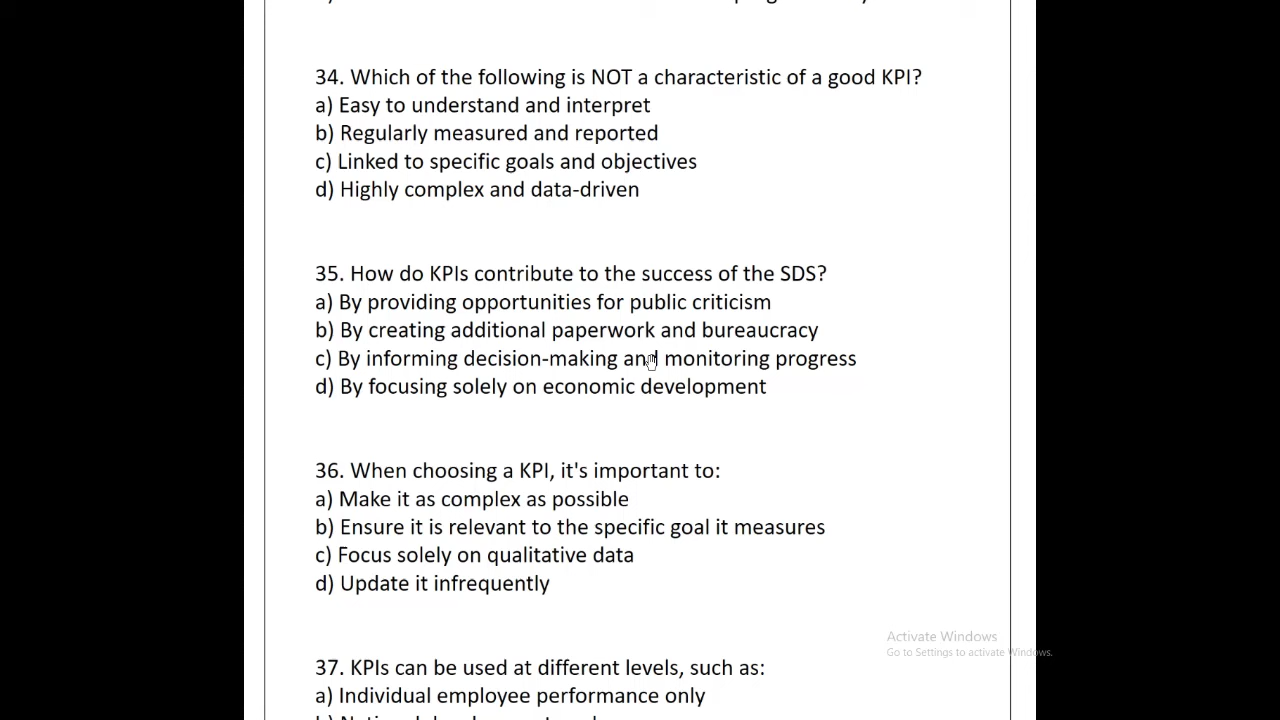 34. Which of the following is NOT a characteristic of a good KPI?
a) Easy to understand and interpret
b) Regularly measured and reported
c) Linked to specific goals and objectives
d) Highly complex and data-driven
35. How do KPIs contribute to the success of the SDS?
a) By providing opportunities for public criticism
b) By creating additional paperwork and bureaucracy
c) By informing decision-making and monitoring progress
d) By focusing solely on economic development
36. When choosing a KPI, it's important to:
a) Make it as complex as possible
b) Ensure it is relevant to the specific goal it measures
c) Focus solely on qualitative data
d) Update it infrequently
Activate Windows
Go to Settings to activate Windows.
37. KPIs can be used at different levels, such as:
a) Individual employee performance only